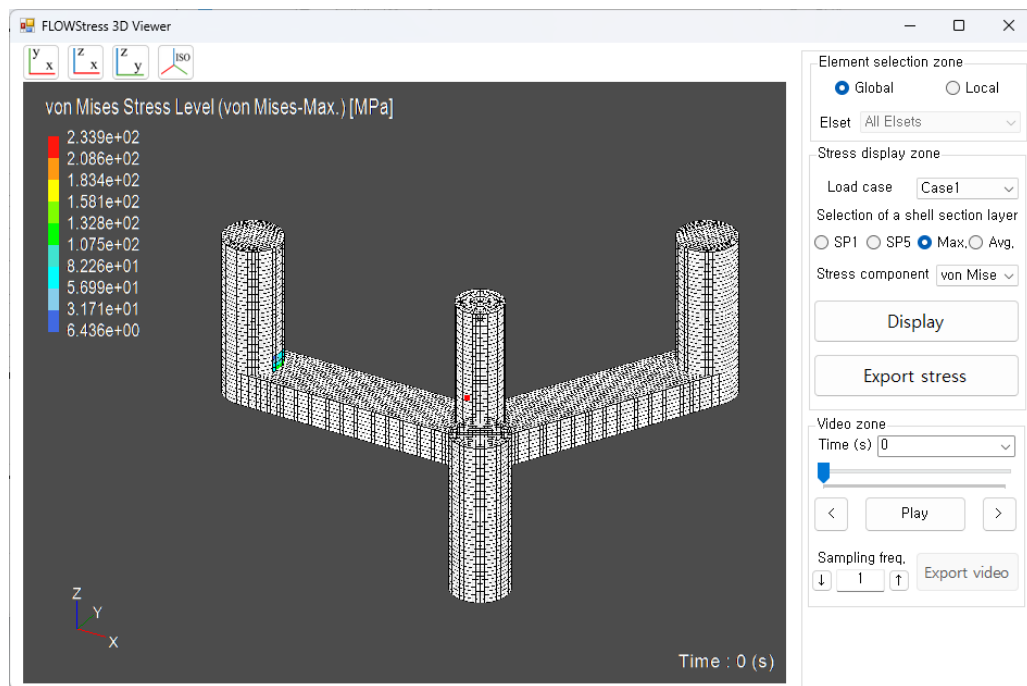 FLOWStress 3D Viewer
y x
z x
z y
ISO
von Mises Stress Level (von Mises-Max.) [MPa]
2.339e+02
2.086e+02
1.834e+02
1.581e+02
1.328e+02
1.075e+02
8.226e+01
5.699e+01
3.171e+01
6.436e+00
Z
Y
X
Time : 0 (s)
Element selection zone
Global Local
Elset All Elsets
Stress display zone
Load case Case1
Selection of a shell section layer
SP1 SP5 Max, Avg,
Stress component von Mise
Display
Export stress
Video zone
Time (s) 0
< Play >
Sampling freq,
↓ 1 ↑ Export video